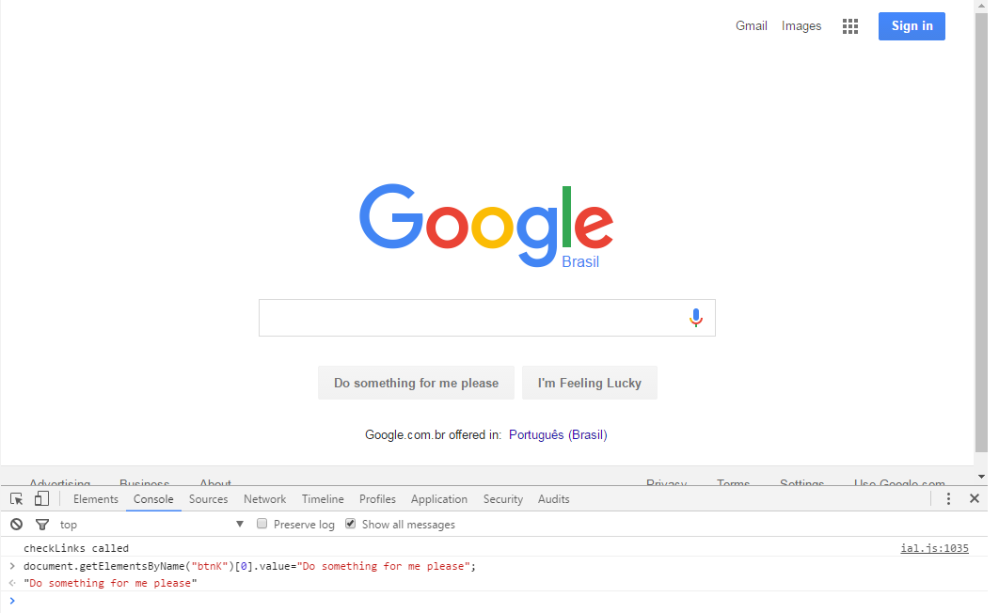 Gmail Images Sign in
Google
Brasil
Do something for me please I'm Feeling Lucky
Google.com.br offered in: Português (Brasil)
Advertising Business About Privacy Terms Settings Use Google.com
Elements Console Sources Network Timeline Profiles Application Security Audits
top Preserve log Show all messages
checkLinks called ial.js:1035
document.getElementsByName("btnK")[0].value="Do something for me please";
"Do something for me please"